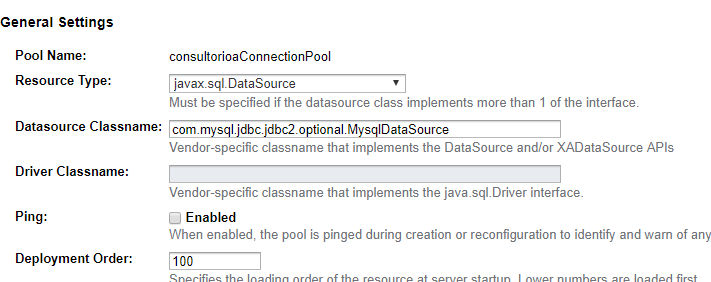 General Settings
Pool Name: consultorioaConnectionPool
Resource Type: javax.sql.DataSource
Must be specified if the datasource class implements more than 1 of the interface.
Datasource Classname: com.mysql.jdbc.jdbc2.optional.MysqlDataSource
Vendor-specific classname that implements the DataSource and/or XADataSource APIs
Driver Classname:
Vendor-specific classname that implements the java.sql.Driver interface.
Ping: Enabled
When enabled, the pool is pinged during creation or reconfiguration to identify and warn of any
Deployment Order: 100
Specifies the loading order of the resource at server startup. Lower numbers are loaded first.